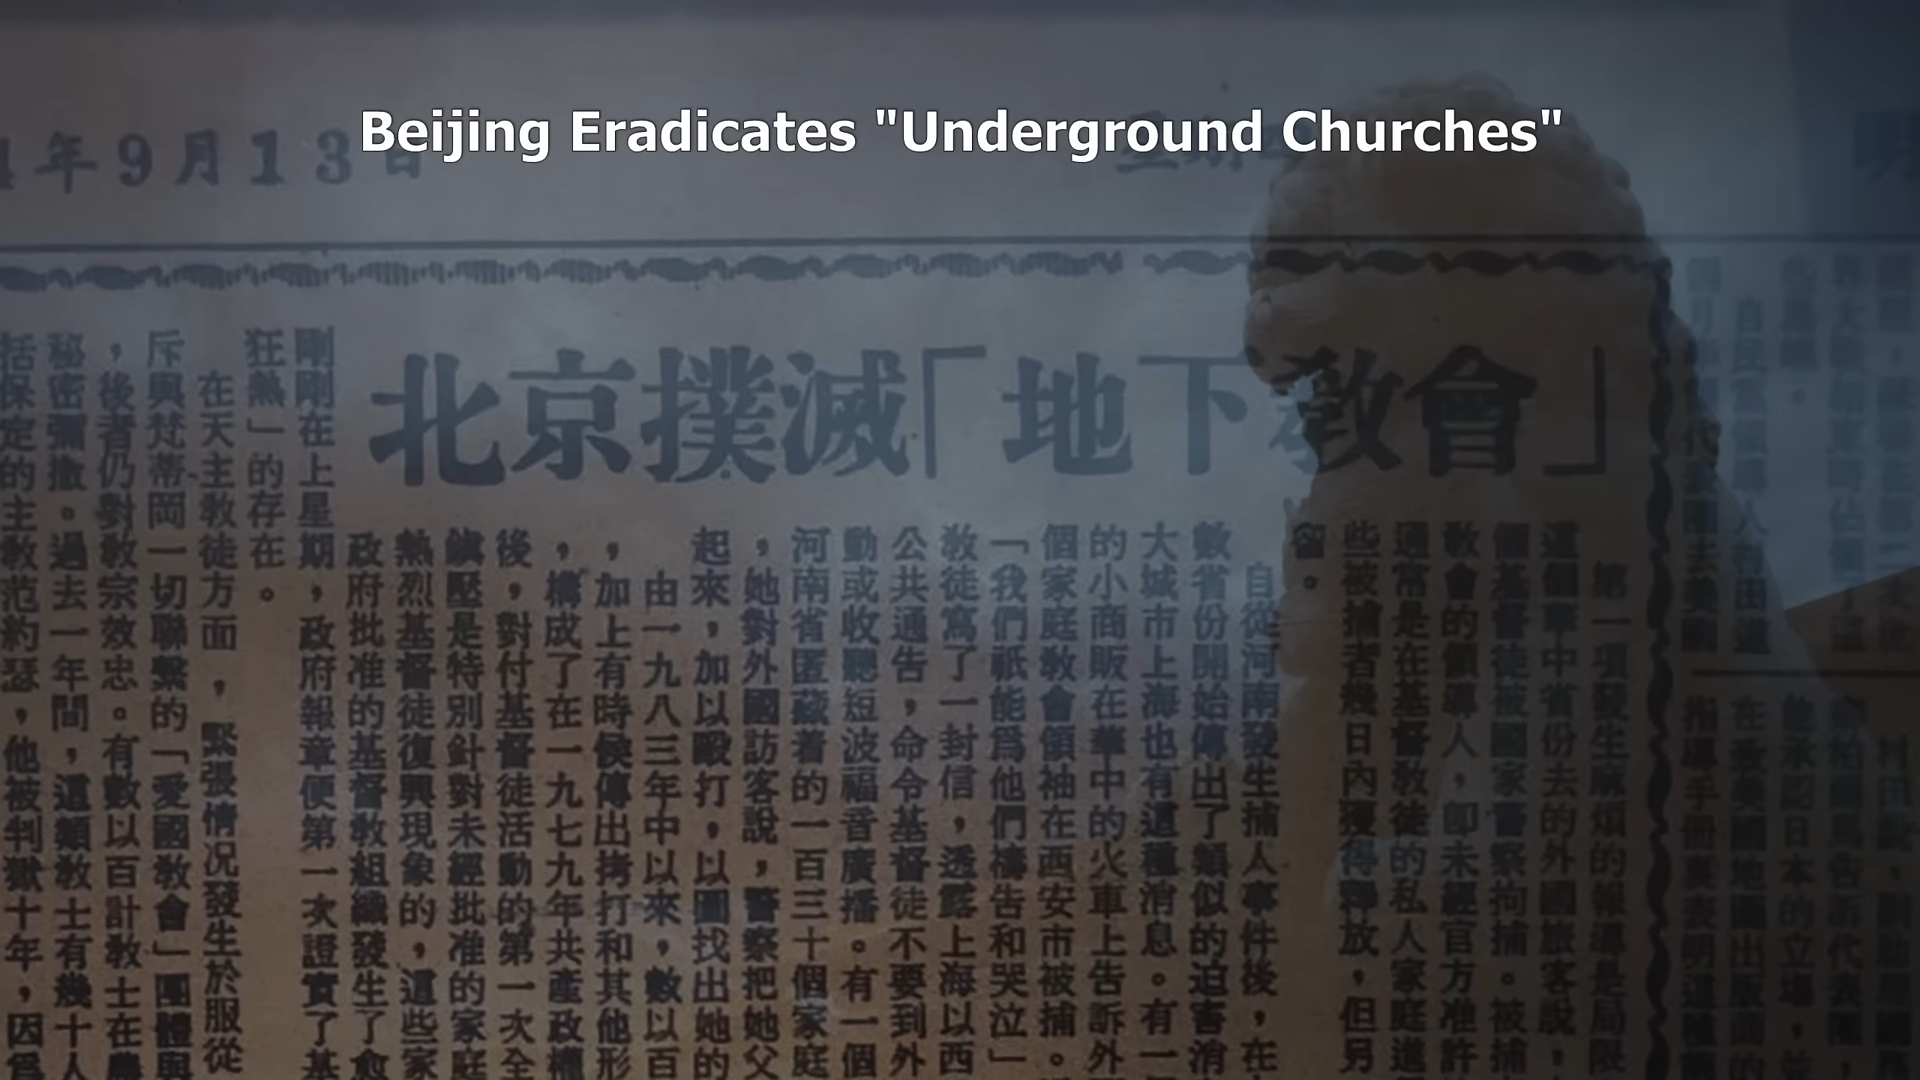 Beijing Eradicates "Underground Churches"
年9月13日
北京撲滅「地下教會」
第一項發生麻煩的報導是局限
這個華中省份去的外國旅客說，
個基督徒被國家警察拘捕。被捕
教會的領導人，卽未經官方准許
通常是在基督教徒的私人家庭進
些被捕者幾日內獲得釋放，但另
留。
自從河南發生捕人事件後，在
數省份開始傳出了類似的迫害消
大城市上海也有這種消息。有一
的小商販在華中的火車上告訴外
個家庭教會領袖在西安市被捕。
「我們祇能爲他們禱告和哭泣」
教徒寫了一封信，透露上海以西
公共通告，命令基督徒不要到外
動或收聽短波福音廣播。有一個
河南省匿藏着的一百三十個家庭
，她對外國訪客說，警察把她父
起來，加以毆打，以圖找出她的
由一九八三年中以來，數以百
，加上有時候傳出拷打和其他形
，構成了在一九七九年共產政權
後，對付基督徒活動的第一次全
鎮壓是特別針對未經批准的家庭
熱烈基督徒復興現象的，這些家
政府批准的基督教組織發生了愈
剛剛在上星期，政府報章便第一次證實了基
狂熱」的存在。
在天主教徒方面，緊張情況發生於服從
斥與梵蒂岡一切聯繫的「愛國教會」團體與
，後者仍對教宗效忠。有數以百計教士在農
秘密彌撒。過去一年間，這類教士有幾十人
括保定的主教范約瑟，他被判獄十年，因爲